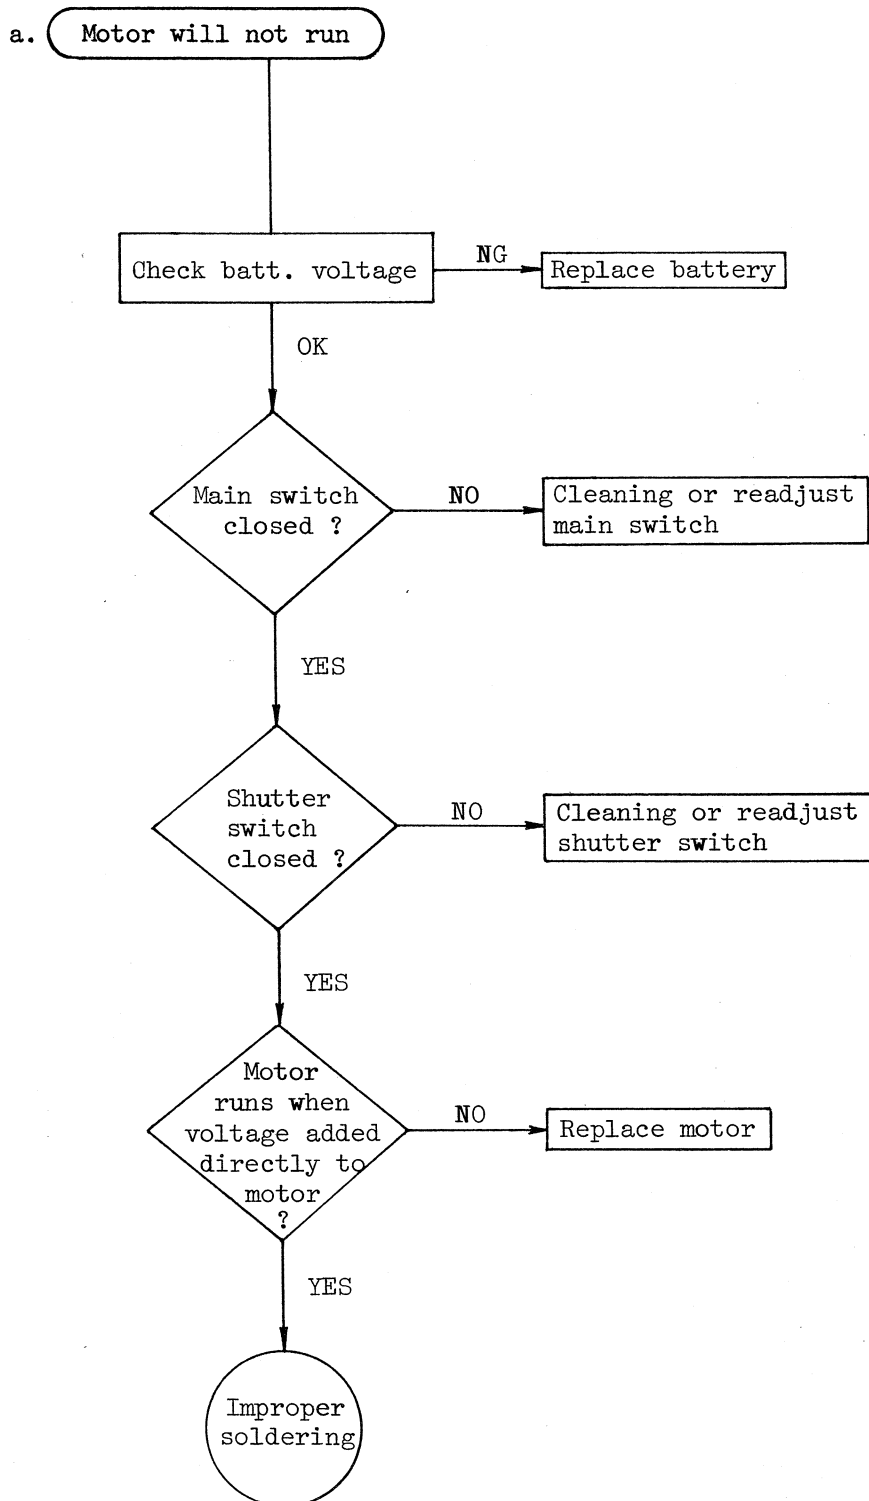 a. Motor will not run
Check batt. voltage
NG
Replace battery
OK
Main switch
closed ?
NO
Cleaning or readjust
main switch
YES
Shutter
switch
closed ?
NO
Cleaning or readjust
shutter switch
YES
Motor
runs when
voltage added
directly to
motor
?
NO
Replace motor
YES
Improper
soldering